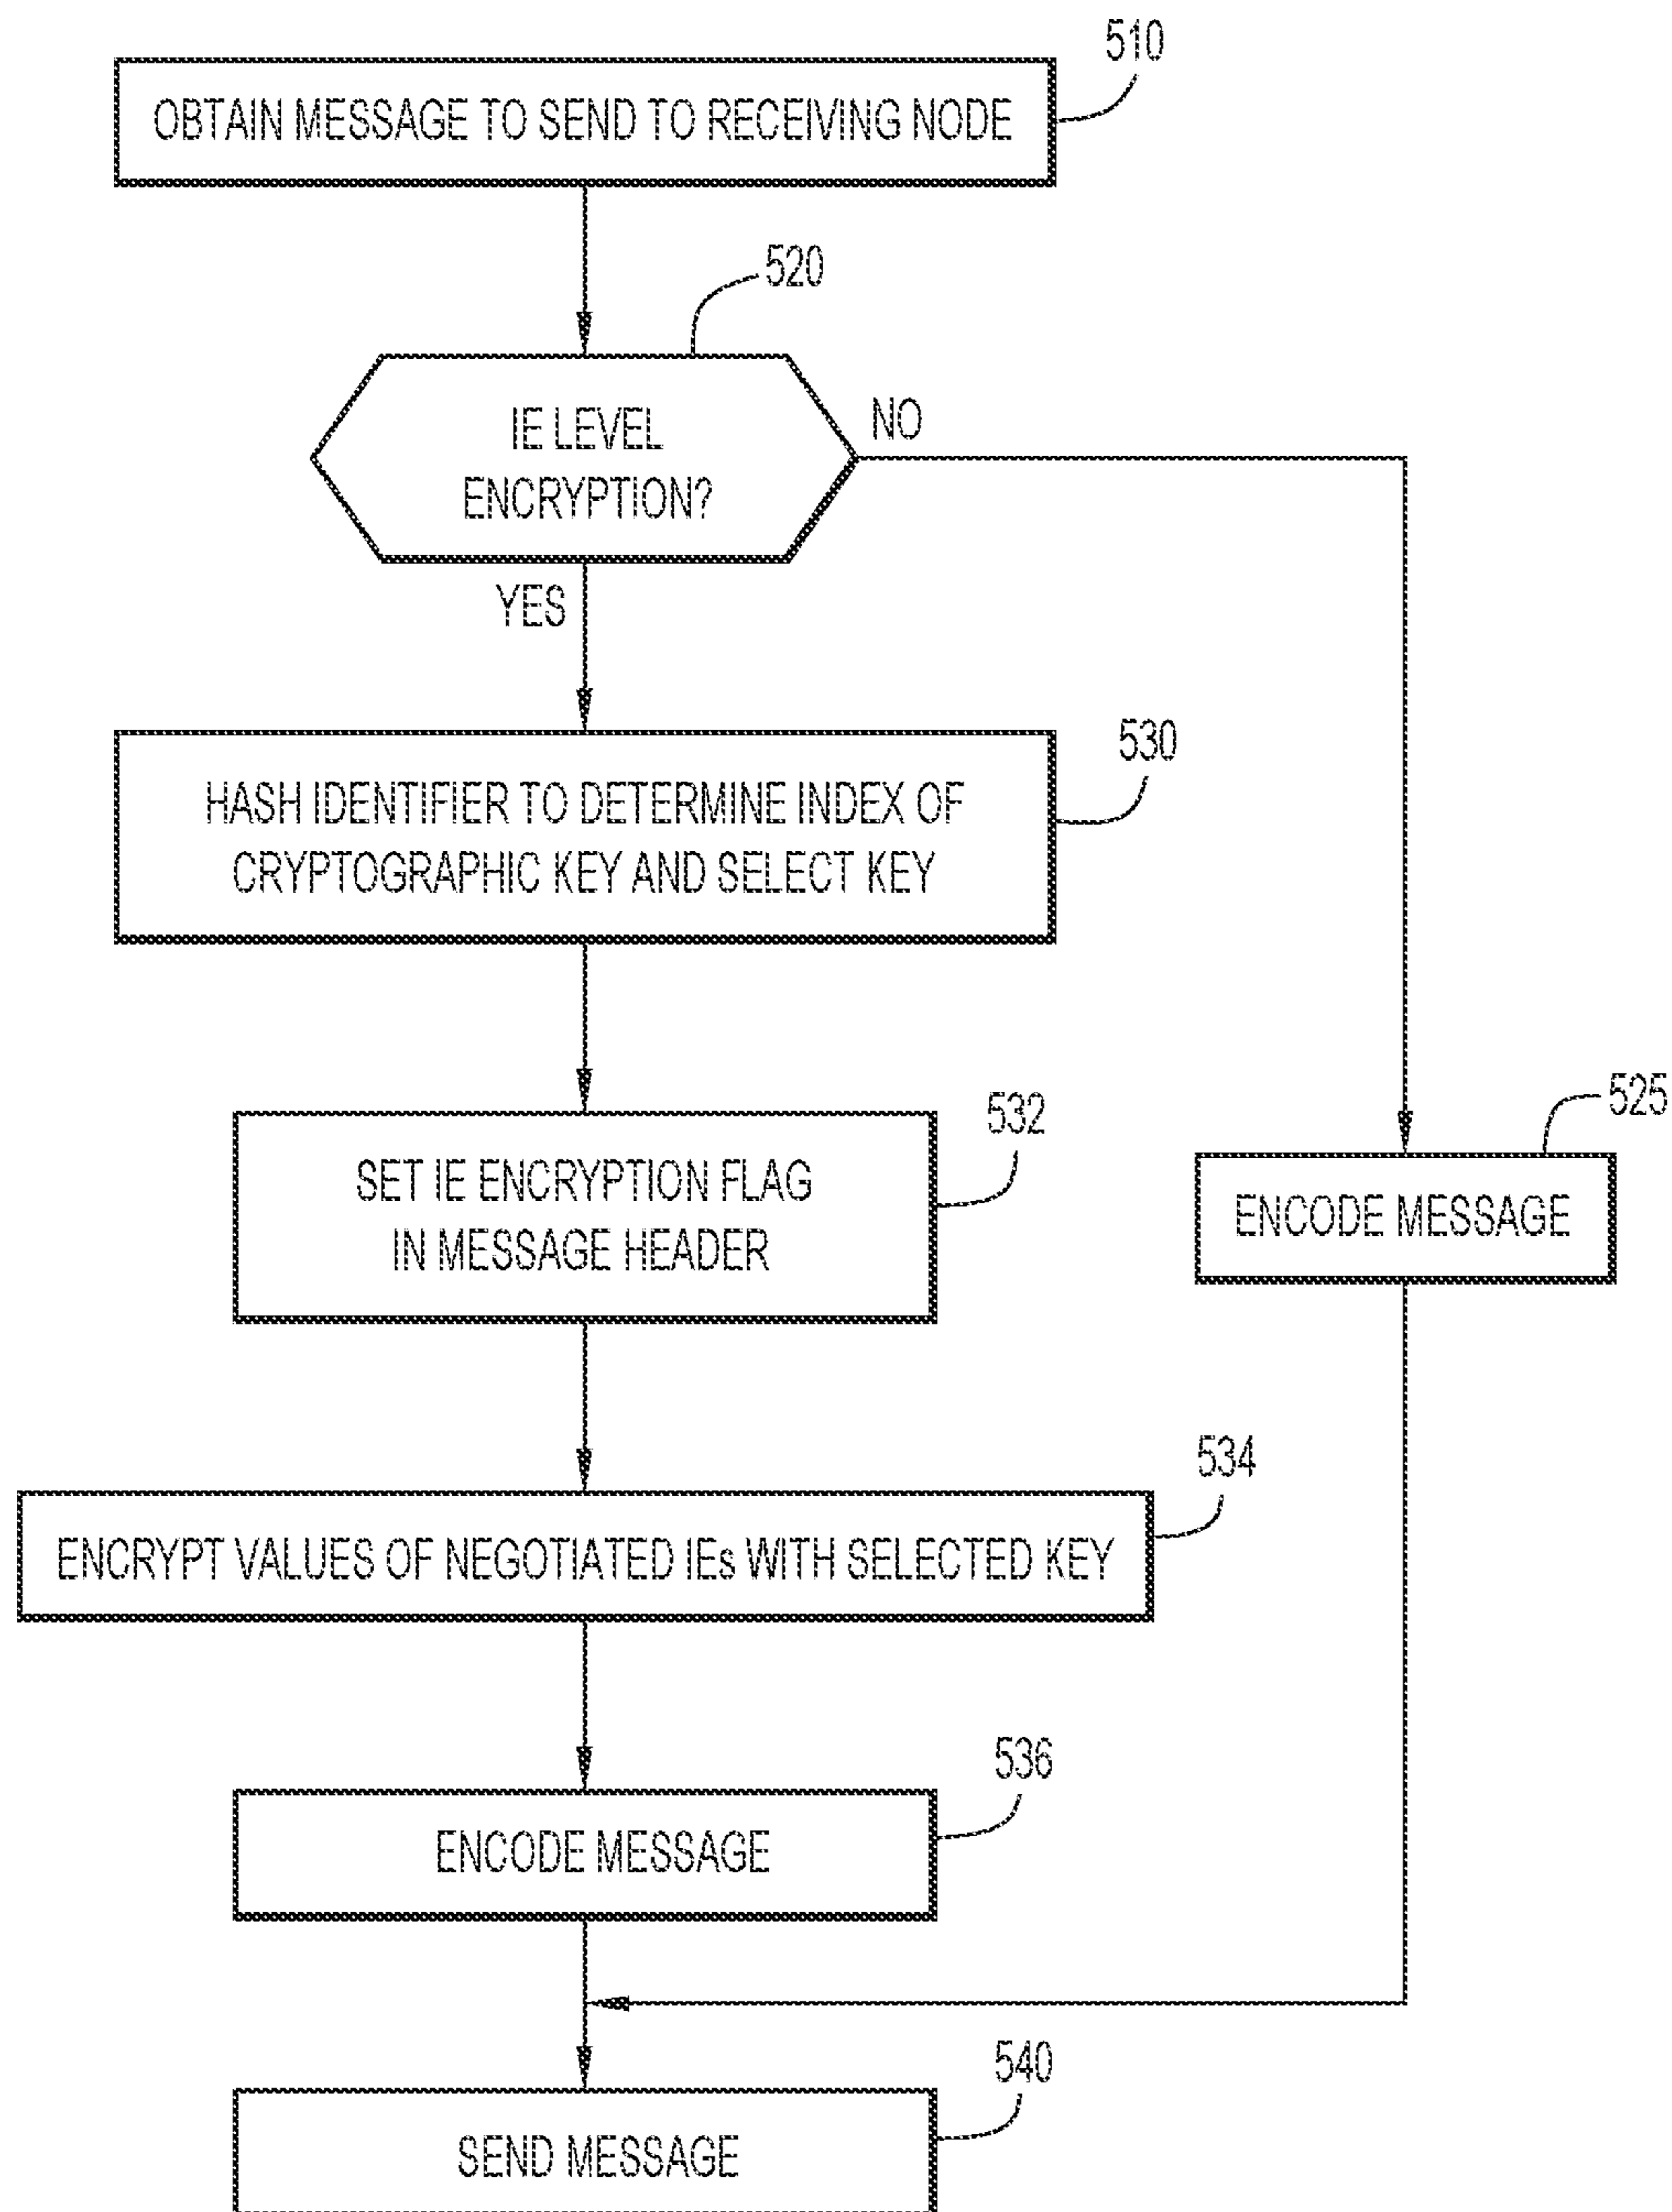 510
OBTAIN MESSAGE TO SEND TO RECEIVING NODE
520
IE LEVEL
ENCRYPTION?
NO
YES
530
HASH IDENTIFIER TO DETERMINE INDEX OF
CRYPTOGRAPHIC KEY AND SELECT KEY
532
SET IE ENCRYPTION FLAG
IN MESSAGE HEADER
525
ENCODE MESSAGE
534
ENCRYPT VALUES OF NEGOTIATED IEs WITH SELECTED KEY
536
ENCODE MESSAGE
540
SEND MESSAGE